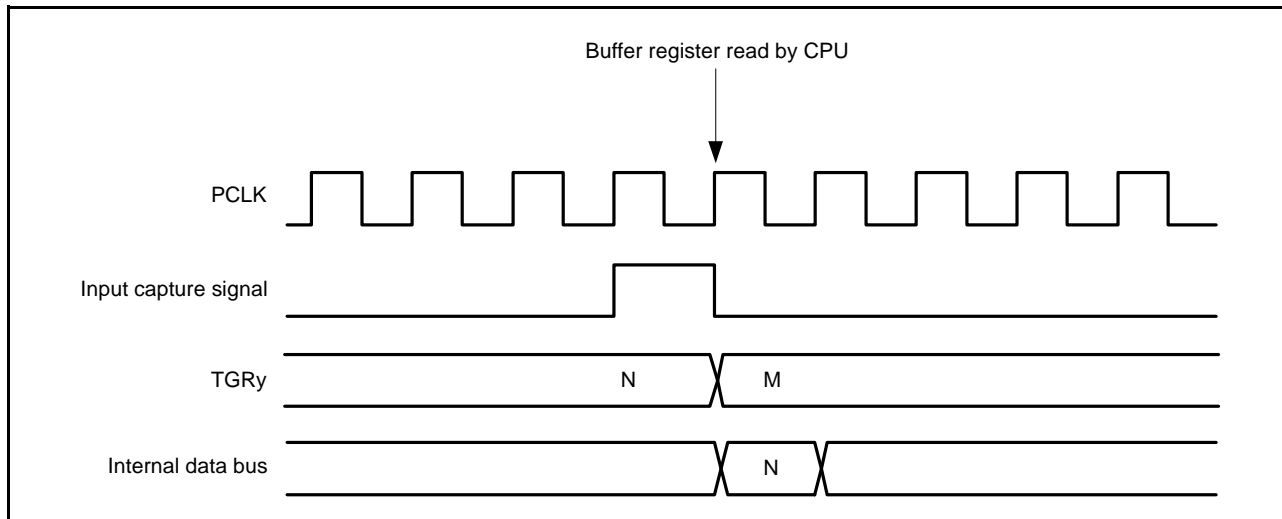 Buffer register read by CPU
PCLK
Input capture signal
TGRy
N
M
Internal data bus
N